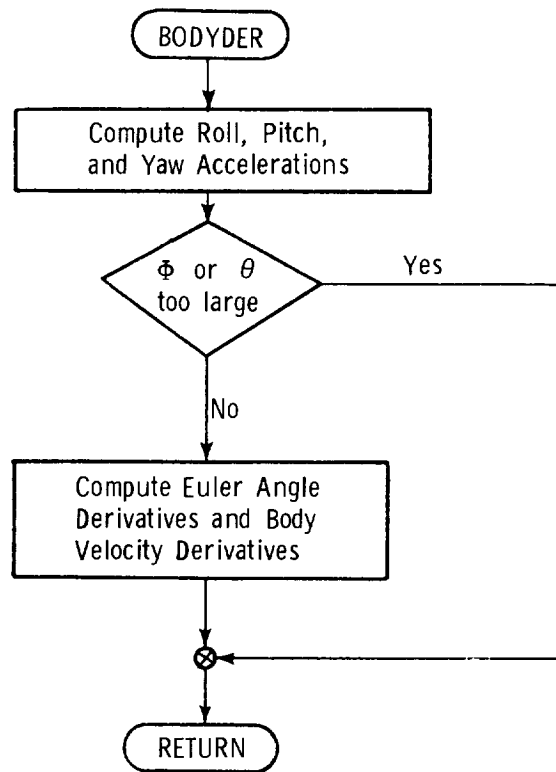 BODYDER
Compute Roll, Pitch,
and Yaw Accelerations
Φ or θ
too large
Yes
No
Compute Euler Angle
Derivatives and Body
Velocity Derivatives
RETURN